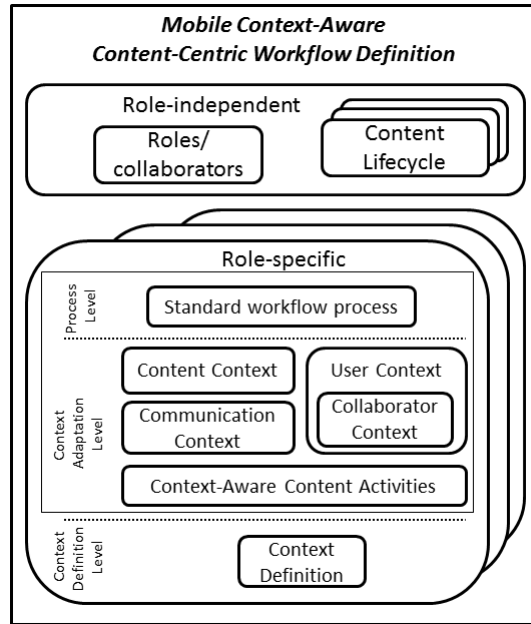 Mobile Context-Aware
Content-Centric Workflow Definition
Role-independent
Roles/
collaborators
Content
Lifecycle
Role-specific
Process
Level
Standard workflow process
Context
Adaptation
Level
Content Context
User Context
Communication
Context
Collaborator
Context
Context-Aware Content Activities
Context
Definition
Level
Context
Definition